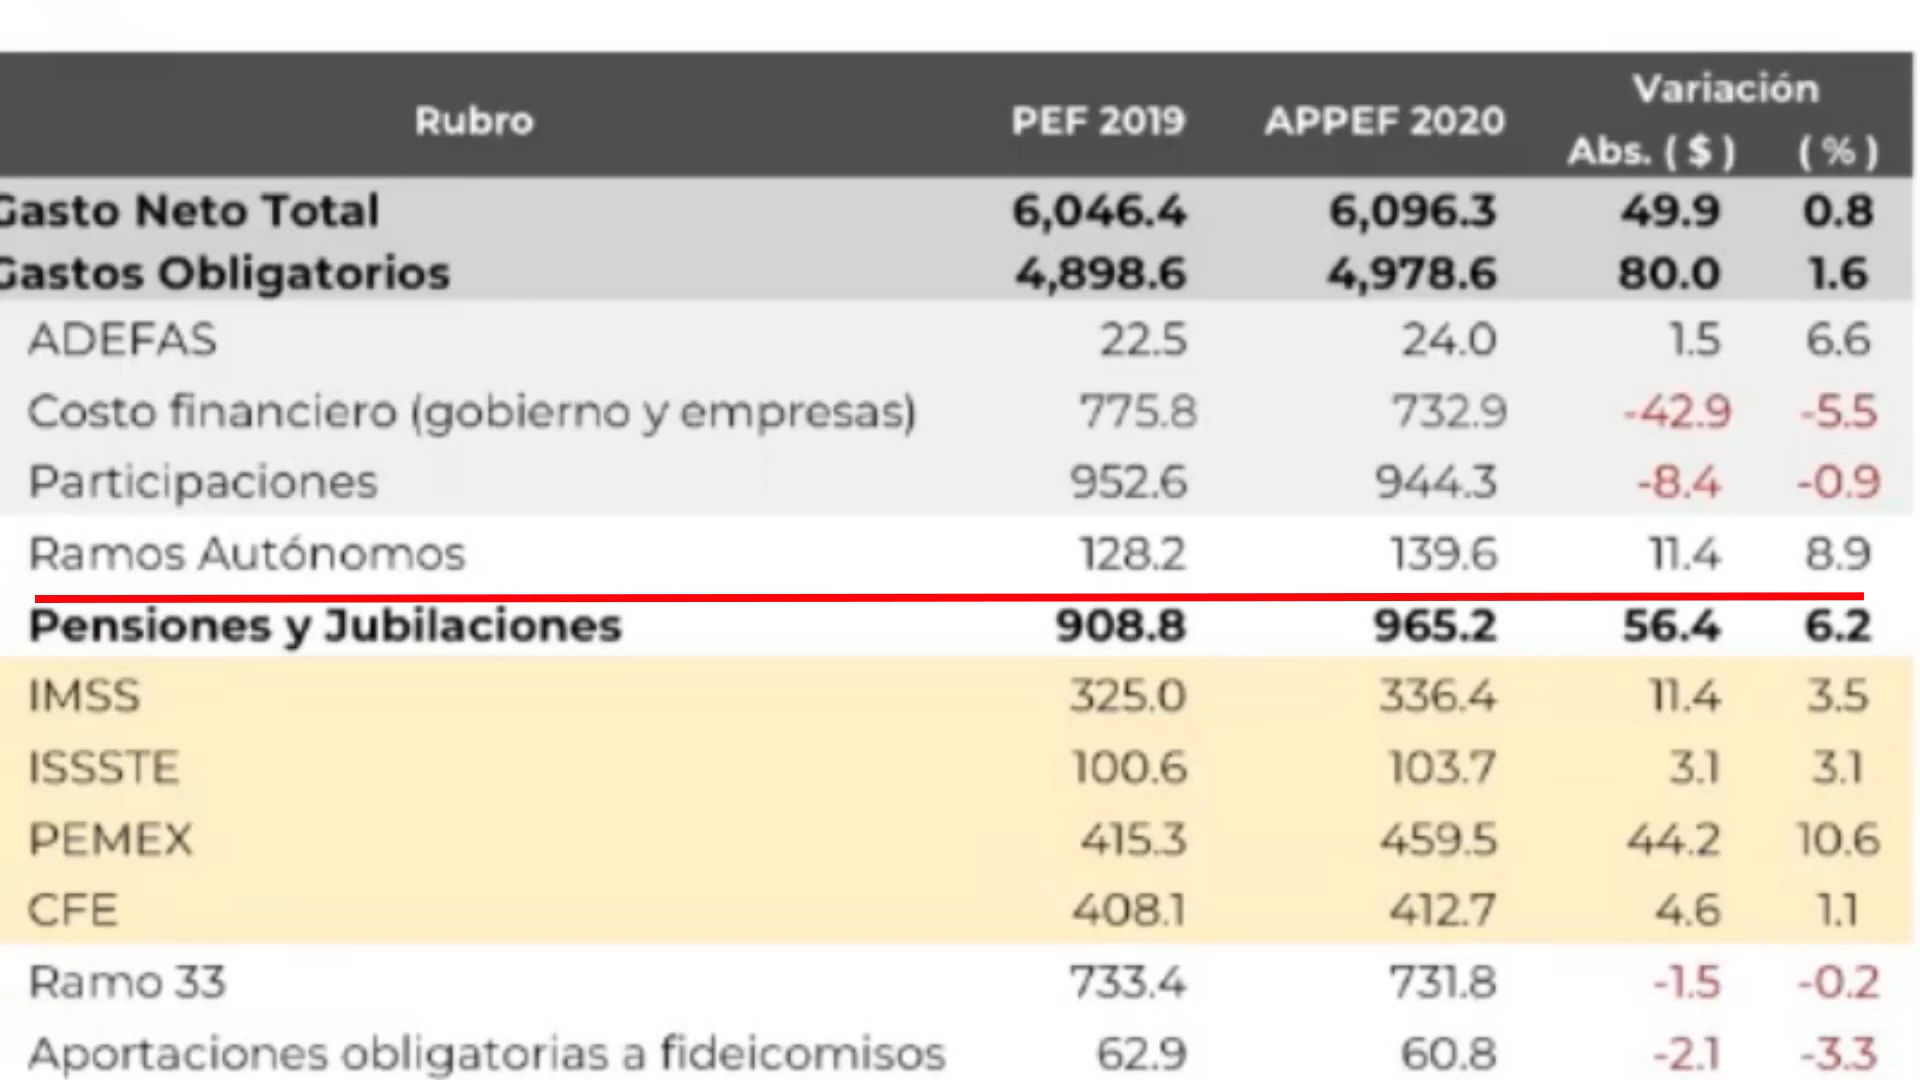 Rubro PEF 2019 APPEF 2020 Variación
Abs. ( $ ) ( % )
Gasto Neto Total 6,046.4 6,096.3 49.9 0.8
Gastos Obligatorios 4,898.6 4,978.6 80.0 1.6
ADEFAS 22.5 24.0 1.5 6.6
Costo financiero (gobierno y empresas) 775.8 732.9 -42.9 -5.5
Participaciones 952.6 944.3 -8.4 -0.9
Ramos Autónomos 128.2 139.6 11.4 8.9
Pensiones y Jubilaciones 908.8 965.2 56.4 6.2
IMSS 325.0 336.4 11.4 3.5
ISSSTE 100.6 103.7 3.1 3.1
PEMEX 415.3 459.5 44.2 10.6
CFE 408.1 412.7 4.6 1.1
Ramo 33 733.4 731.8 -1.5 -0.2
Aportaciones obligatorias a fideicomisos 62.9 60.8 -2.1 -3.3